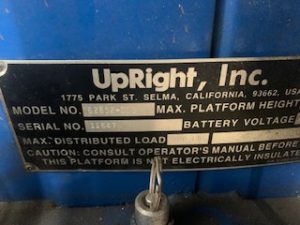 UpRight, Inc.
1775 PARK ST. SELMA, CALIFORNIA, 93662, USA
MODEL NO. MAX. PLATFORM HEIGHT
SERIAL NO. BATTERY VOLTAGE
MAX. DISTRIBUTED LOAD
CAUTION: CONSULT OPERATOR'S MANUAL BEFORE
THIS PLATFORM IS NOT ELECTRICALLY INSULATE